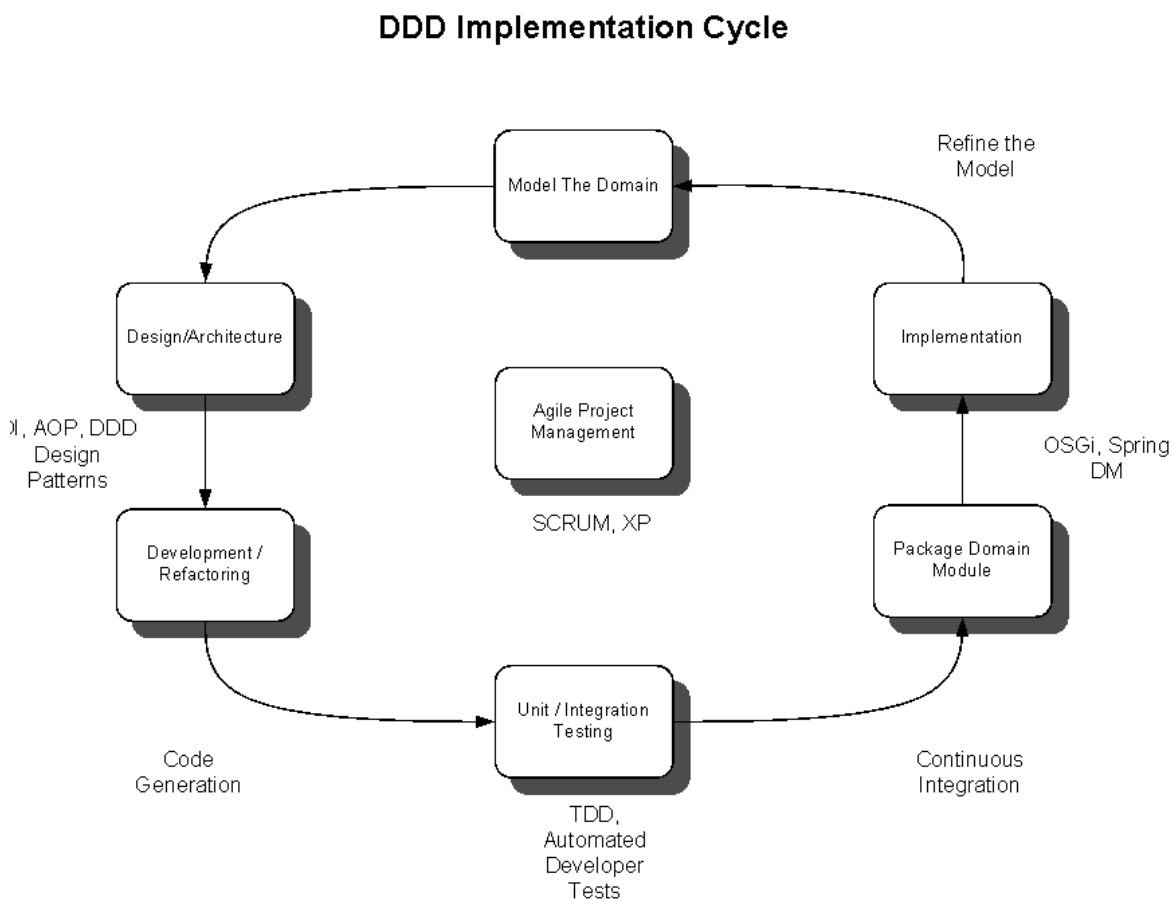 DDD Implementation Cycle
Refine the
Model
Model The Domain
Design/Architecture
Implementation
Agile Project
Management
AOP, DDD
Design
Patterns
OSGi, Spring
DM
SCRUM, XP
Development /
Refactoring
Package Domain
Module
Unit / Integration
Testing
Code
Generation
Continuous
Integration
TDD,
Automated
Developer
Tests